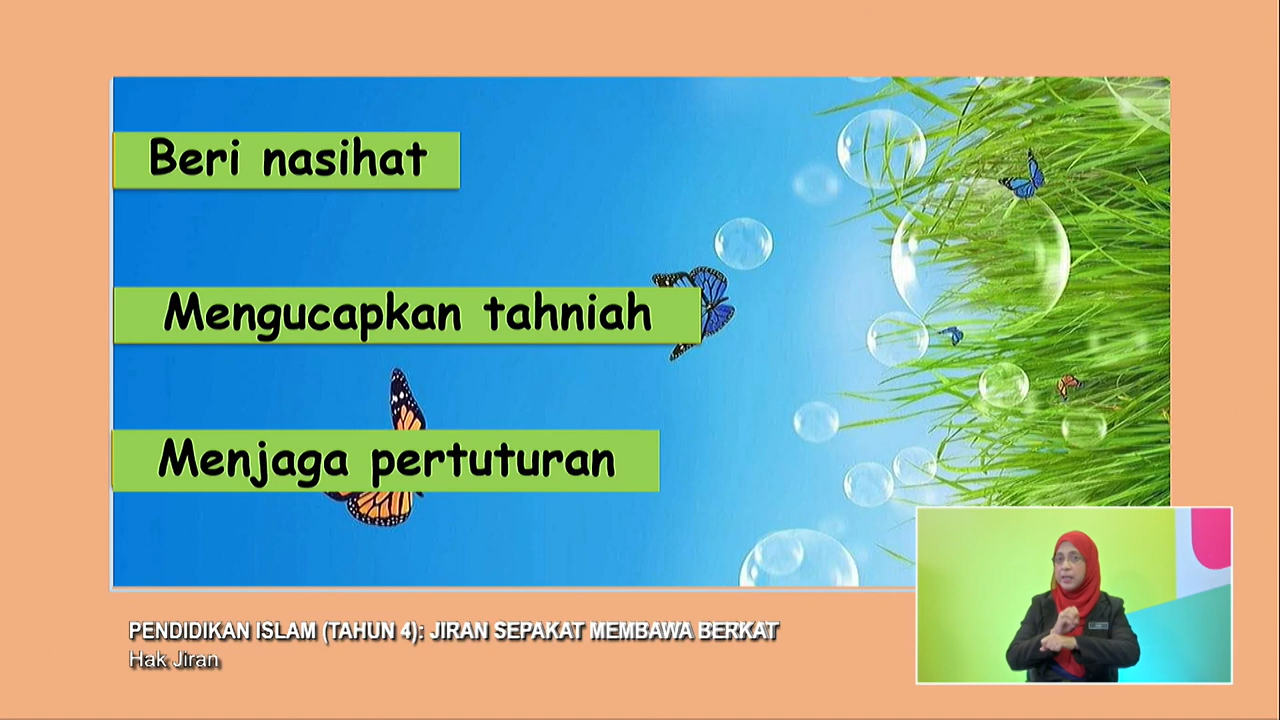 Beri nasihat
Mengucapkan tahniah
Menjaga pertuturan
PENDIDIKAN ISLAM (TAHUN 4): JIRAN SEPAKAT MEMBAWA BERKAT
Hak Jiran